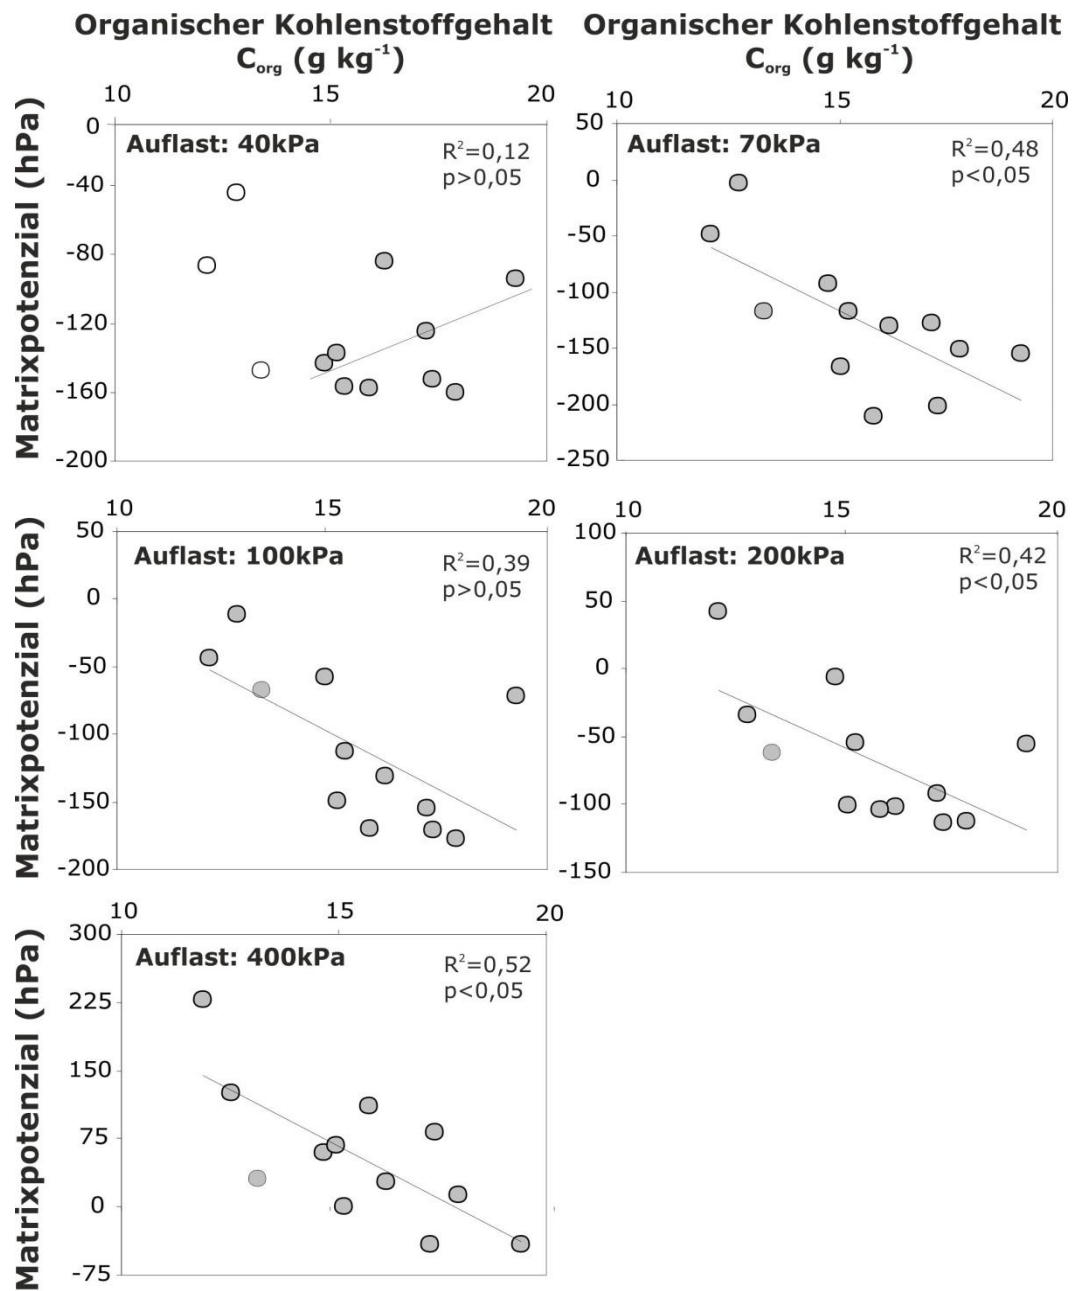 Organischer Kohlenstoffgehalt
C_org (g kg⁻¹)
Organischer Kohlenstoffgehalt
C_org (g kg⁻¹)
10 15 20
Matrixpotenzial (hPa)
0
-40
-80
-120
-160
-200
Auflast: 40kPa
R²=0,12
p>0,05
10 15 20
50
0
-50
-100
-150
-200
-250
Auflast: 70kPa
R²=0,48
p<0,05
10 15 20
Matrixpotenzial (hPa)
50
0
-50
-100
-150
-200
Auflast: 100kPa
R²=0,39
p>0,05
10 15 20
100
50
0
-50
-100
-150
Auflast: 200kPa
R²=0,42
p<0,05
10 15 20
Matrixpotenzial (hPa)
300
225
150
75
0
-75
Auflast: 400kPa
R²=0,52
p<0,05